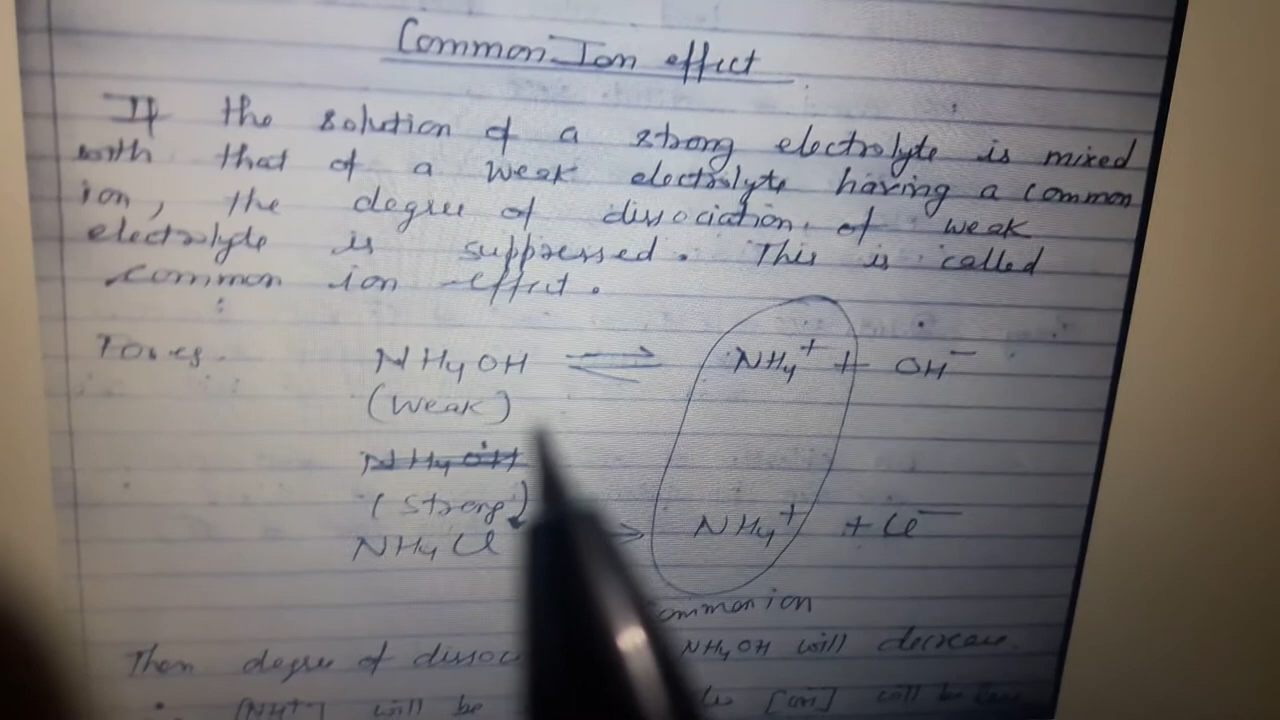 Common Ion effect
If the solution of a strong electrolyte is mixed
with that of a weak electrolyte having a common
ion, the degree of dissociation of weak
electrolyte is suppressed. This is called
common ion effect.
NH4OH ⇌ NH4+ + OH−
(Weak)
NH4OH
(Strong)
NH4Cl → NH4+ + Cl−
common ion
Then degree of NH4OH will decrease.
[NH4+] will be [OH] will be